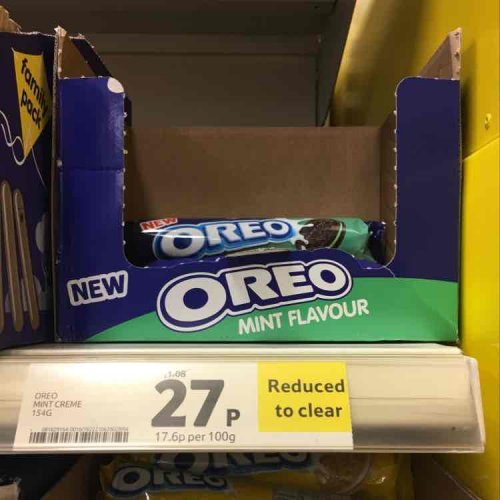 family
pack
NEW
OREO
NEW
OREO
MINT FLAVOUR
OREO
MINT CREME
154G
1.08
27P
17.6p per 100g
Reduced
to clear
OREO
OREO